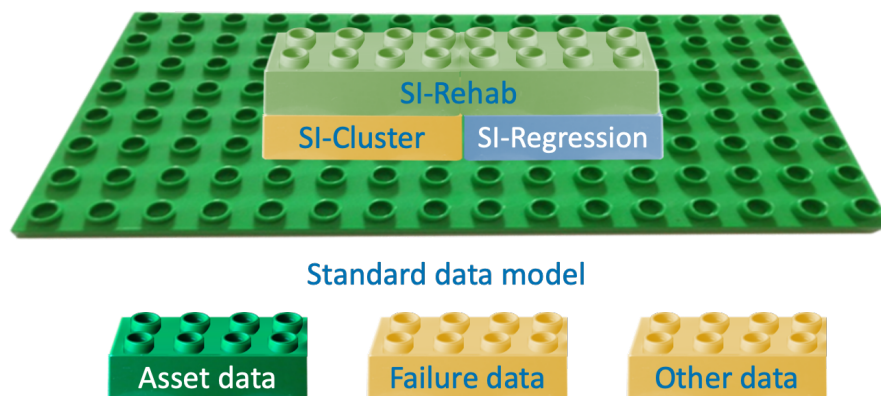 SI-Rehab
SI-Cluster SI-Regression
Standard data model
Asset data Failure data Other data